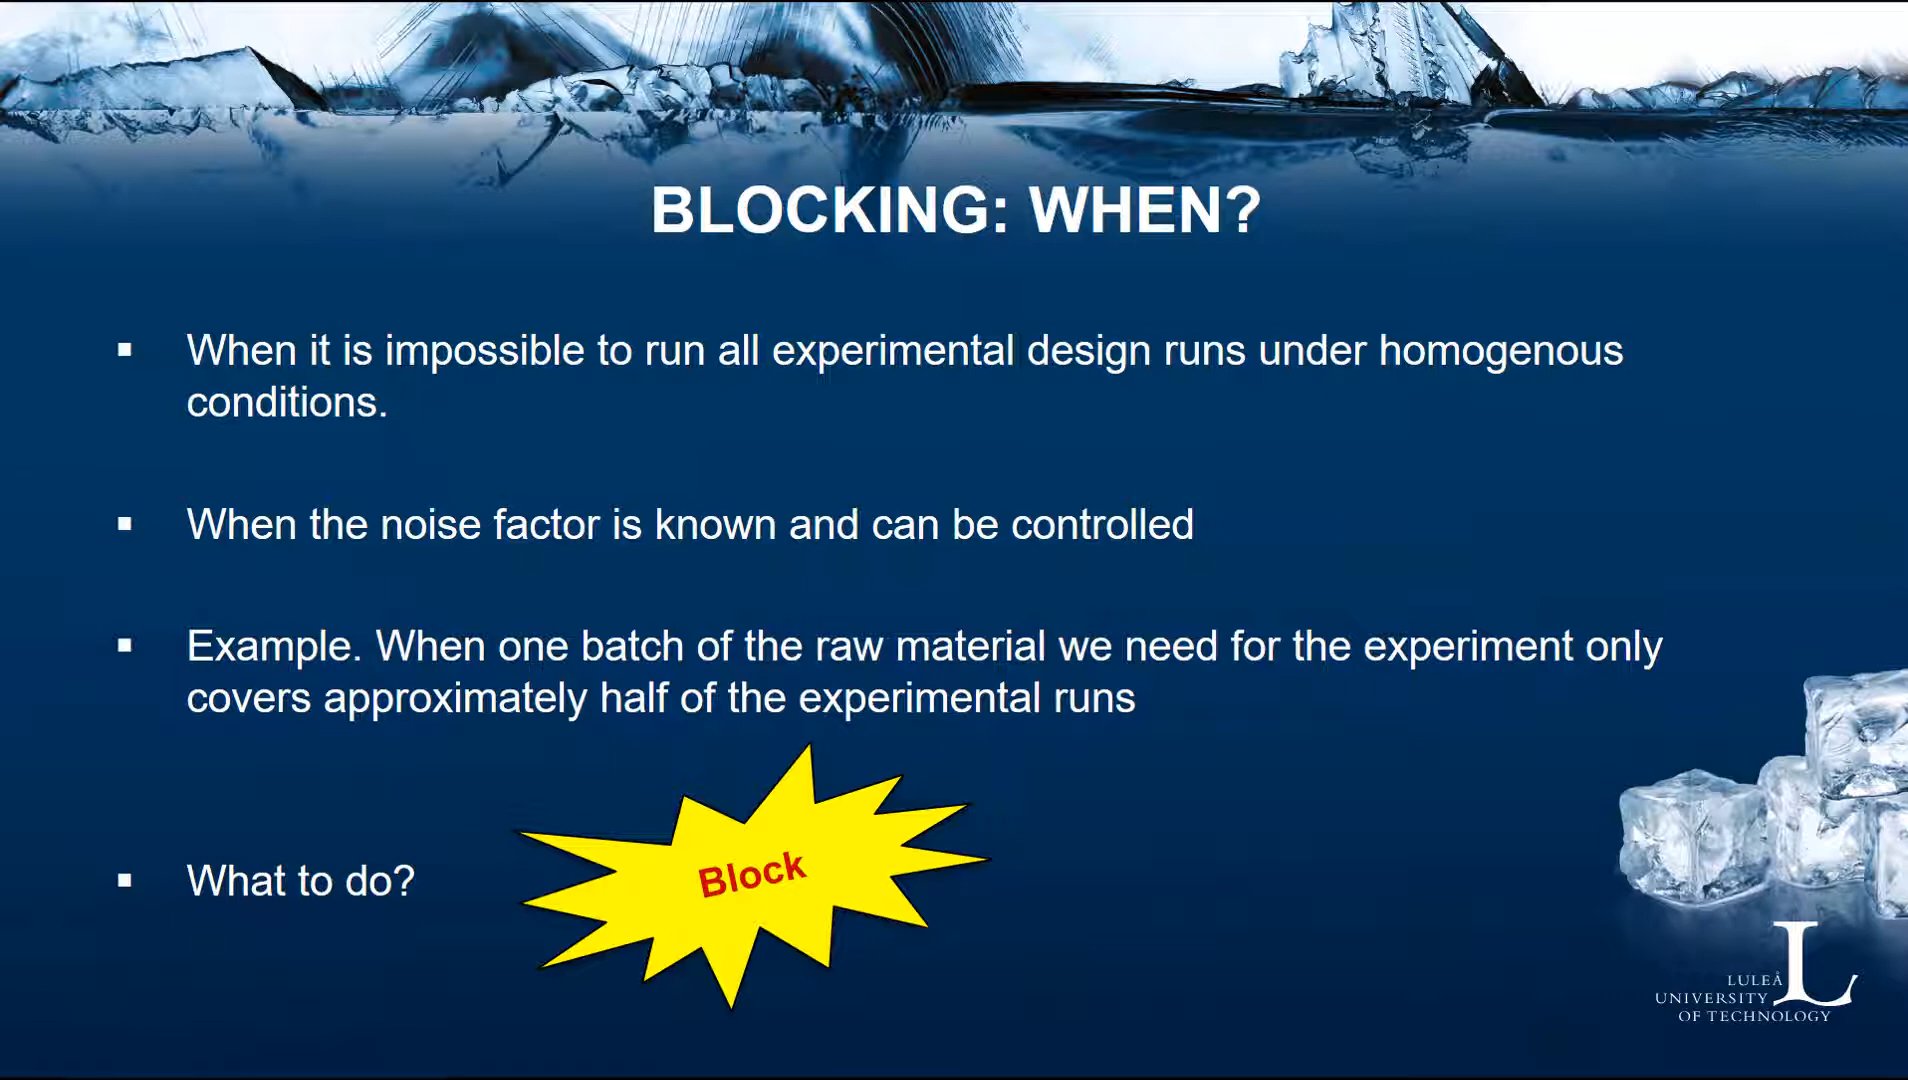 BLOCKING: WHEN?
▪ When it is impossible to run all experimental design runs under homogenous
conditions.
▪ When the noise factor is known and can be controlled
▪ Example. When one batch of the raw material we need for the experiment only
covers approximately half of the experimental runs
▪ What to do?
Block
LULEÅ
UNIVERSITY
OF TECHNOLOGY
L